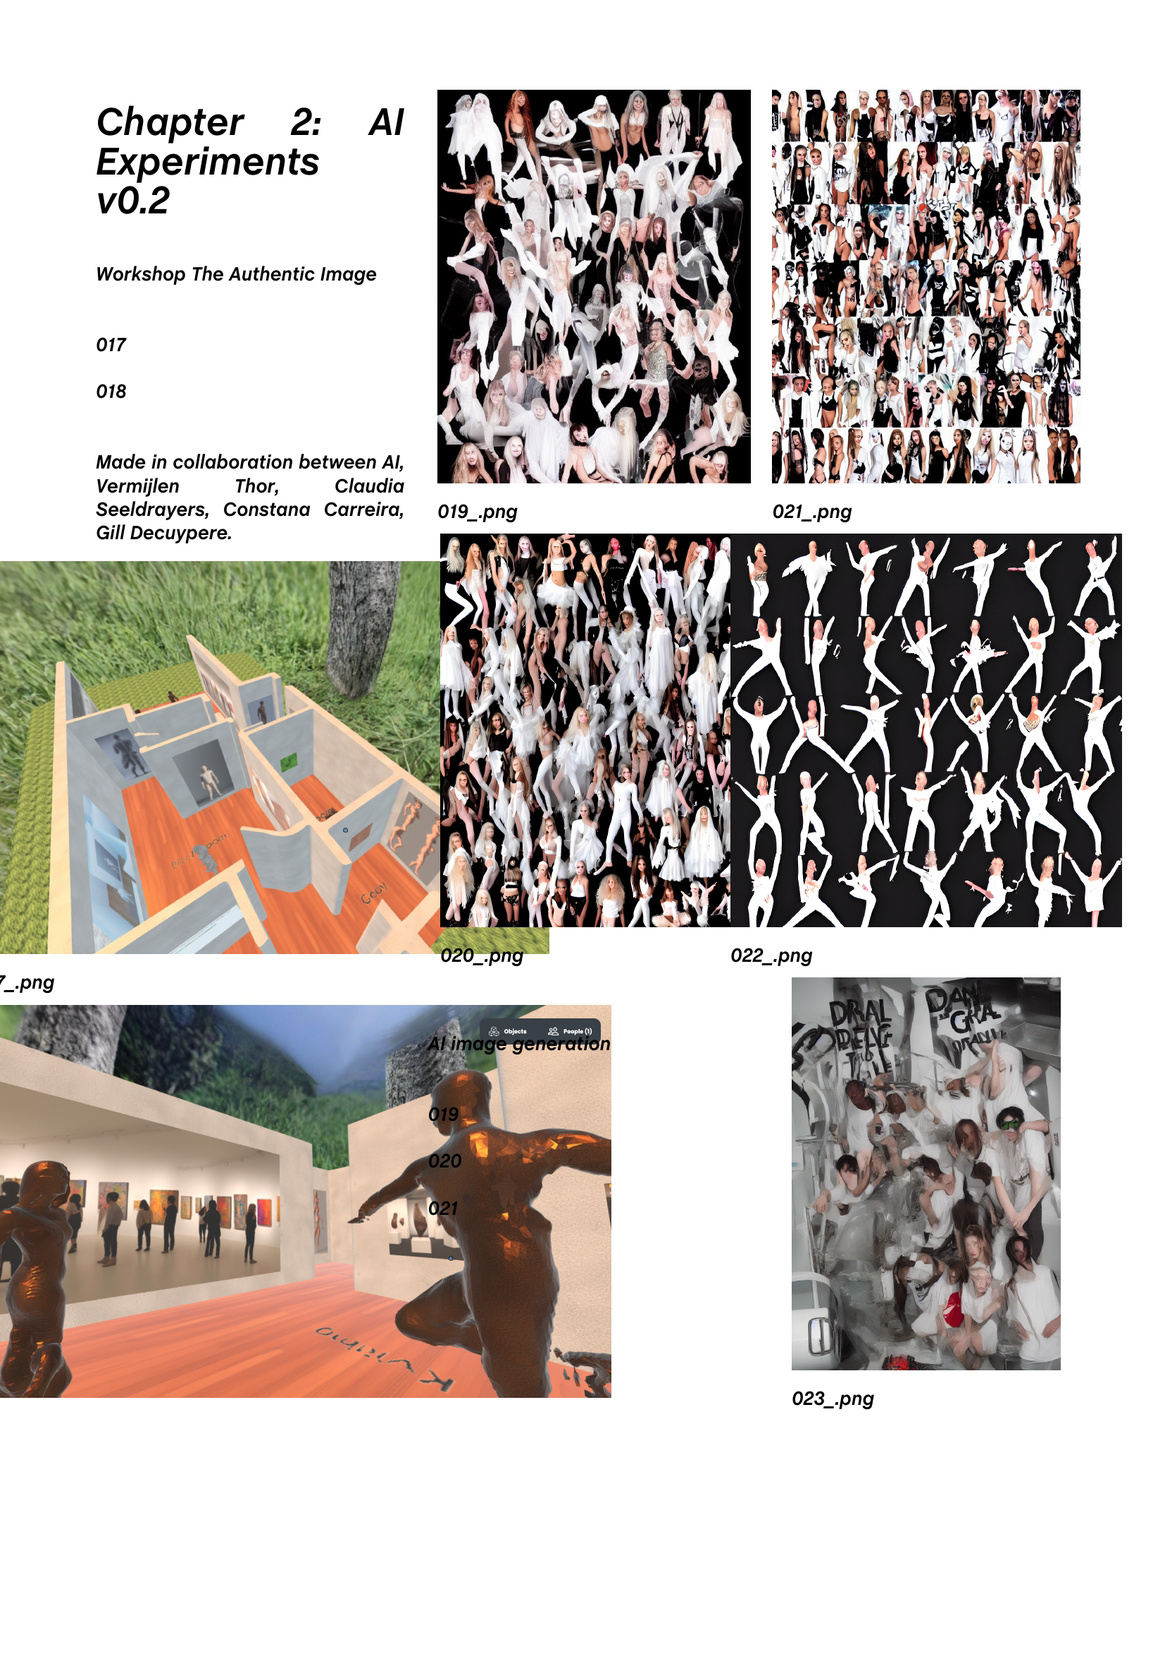 Chapter 2: AI
Experiments
v0.2
Workshop The Authentic Image
017
018
Made in collaboration between AI,
Vermijlen Thor, Claudia
Seeldrayers, Constana Carreira,
Gill Decuypere.
019_.png
021_.png
020_.png
022_.png
7_.png
Objects
People (1)
AI image generation
019
020
021
023_.png